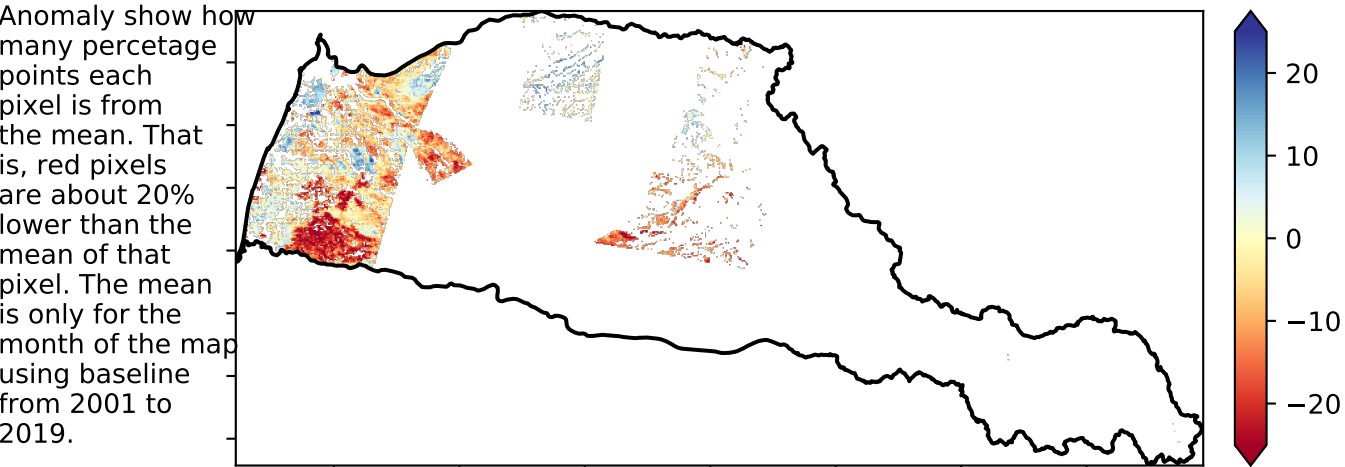 Anomaly show how
many percetage
points each
pixel is from
the mean. That
is, red pixels
are about 20%
lower than the
mean of that
pixel. The mean
is only for the
month of the map
using baseline
from 2001 to
2019.
20
10
0
−10
−20